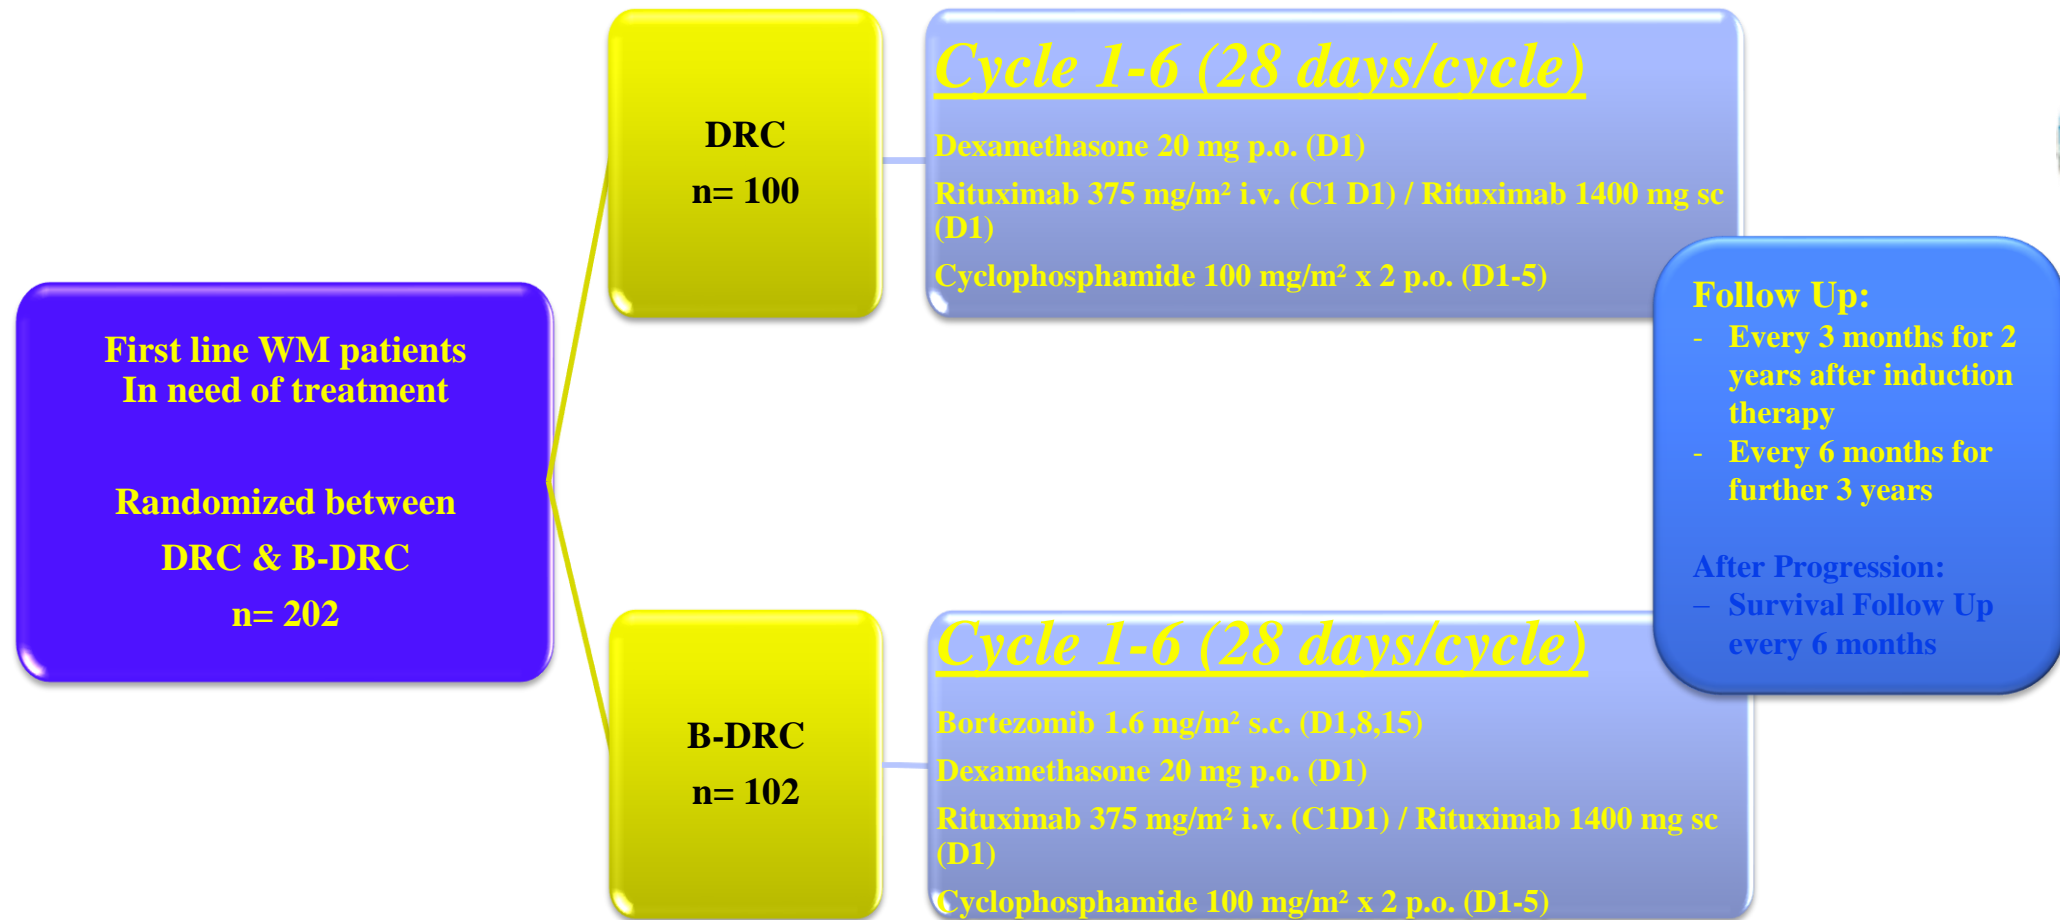 First line WM patients
In need of treatment
Randomized between
DRC & B-DRC
n= 202
DRC
n= 100
Cycle 1-6 (28 days/cycle)
Dexamethasone 20 mg p.o. (D1)
Rituximab 375 mg/m² i.v. (C1 D1) / Rituximab 1400 mg sc
(D1)
Cyclophosphamide 100 mg/m² x 2 p.o. (D1-5)
B-DRC
n= 102
Cycle 1-6 (28 days/cycle)
Bortezomib 1.6 mg/m² s.c. (D1,8,15)
Dexamethasone 20 mg p.o. (D1)
Rituximab 375 mg/m² i.v. (C1D1) / Rituximab 1400 mg sc
(D1)
Cyclophosphamide 100 mg/m² x 2 p.o. (D1-5)
Follow Up:
- Every 3 months for 2
years after induction
therapy
- Every 6 months for
further 3 years
After Progression:
– Survival Follow Up
every 6 months